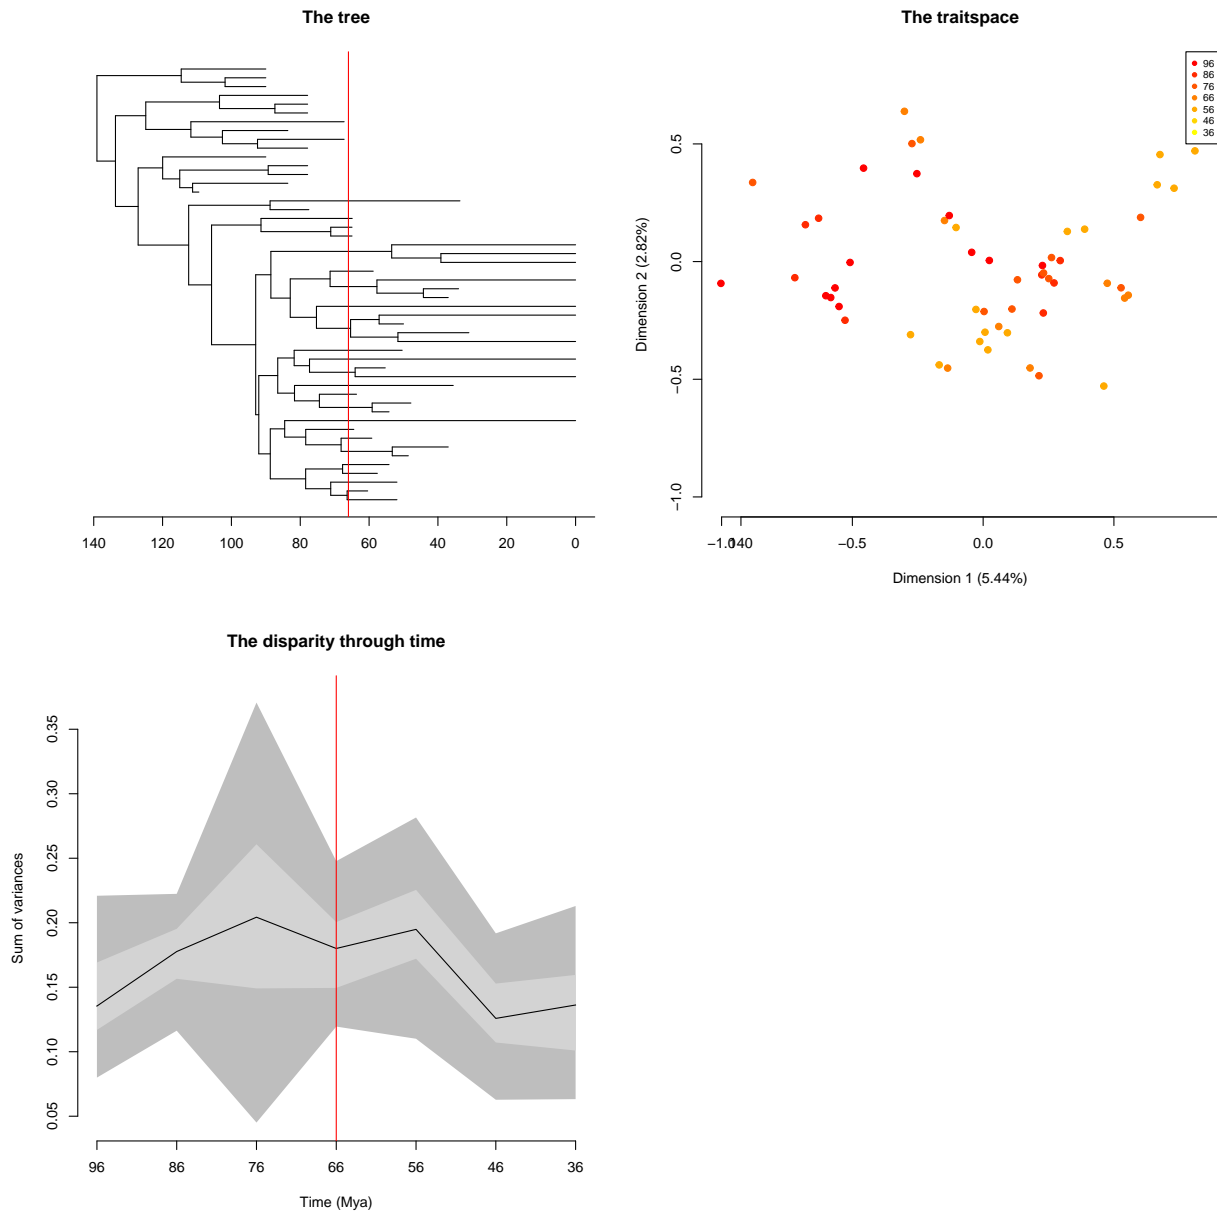 The tree
140 120 100 80 60 40 20 0
The traitspace
96
86
76
66
56
46
36
Dimension 2 (2.82%)
0.5
0.0
−0.5
−1.0
−1.0 140 −0.5 0.0 0.5
Dimension 1 (5.44%)
The disparity through time
Sum of variances
0.35
0.30
0.25
0.20
0.15
0.10
0.05
96 86 76 66 56 46 36
Time (Mya)